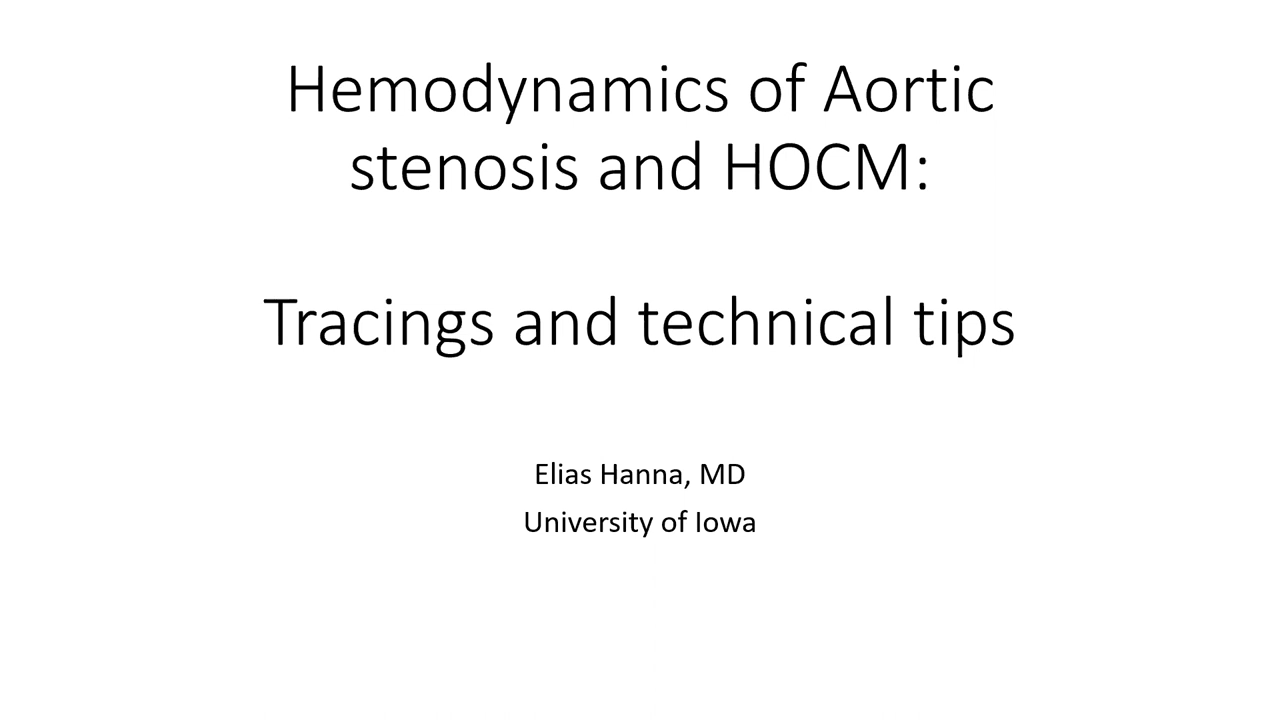 Hemodynamics of Aortic
stenosis and HOCM:
Tracings and technical tips
Elias Hanna, MD
University of Iowa